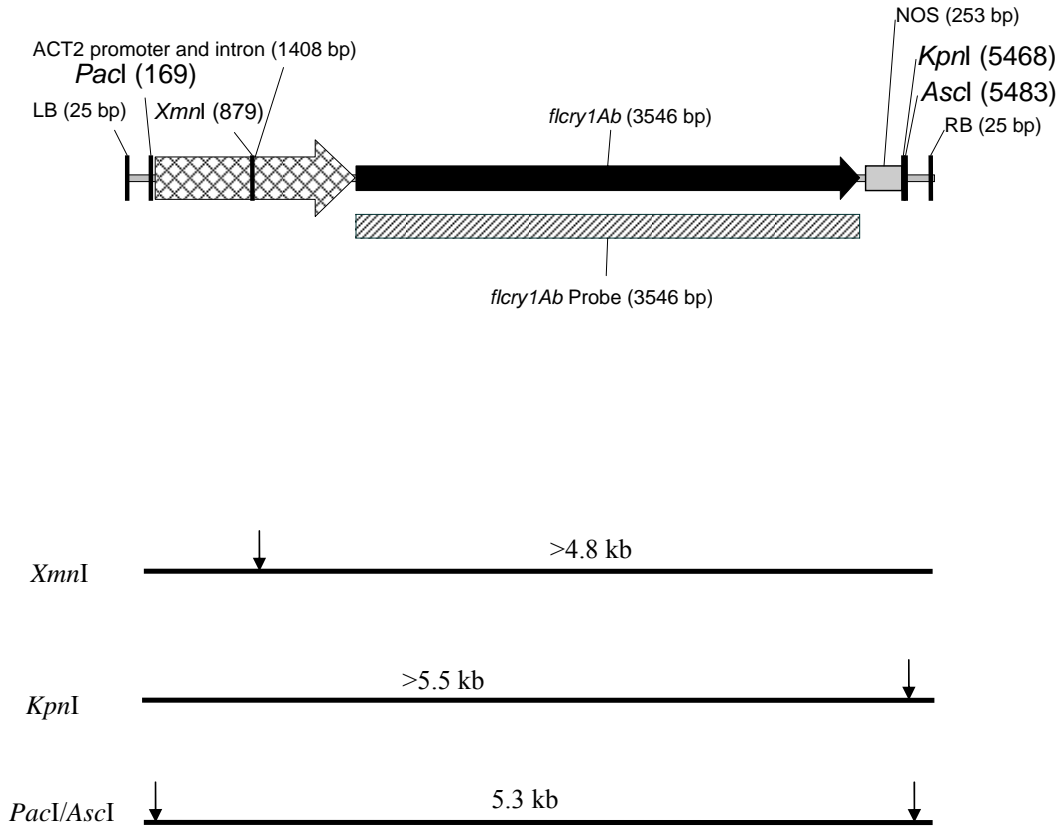 NOS (253 bp)
ACT2 promoter and intron (1408 bp)
KpnI (5468)
PacI (169)
AscI (5483)
LB (25 bp)
XmnI (879)
flcry1Ab (3546 bp)
RB (25 bp)
flcry1Ab Probe (3546 bp)
>4.8 kb
XmnI
>5.5 kb
KpnI
5.3 kb
PacI/AscI